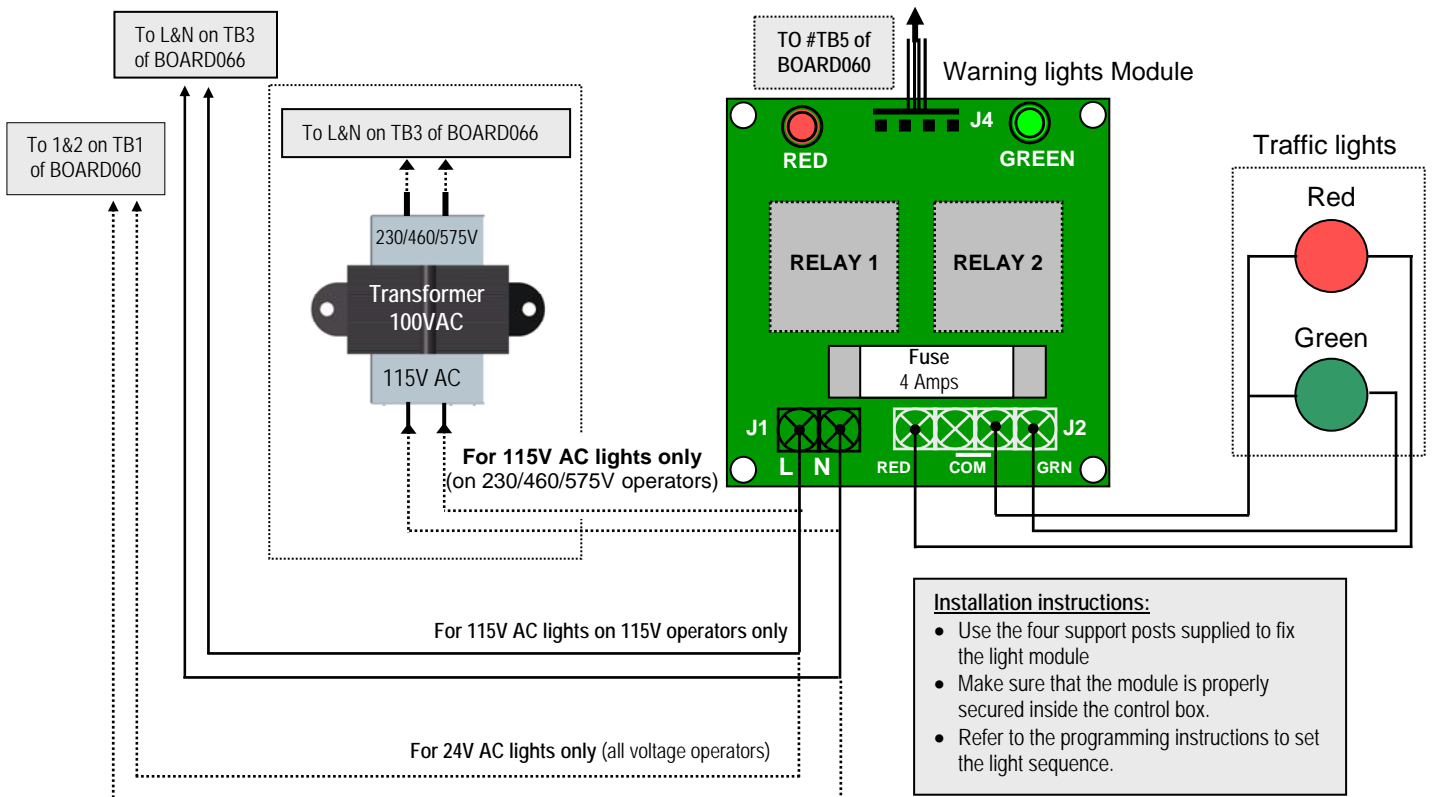 To L&N on TB3
of BOARD066
To 1&2 on TB1
of BOARD060
To L&N on TB3 of BOARD066
230/460/575V
Transformer
100VAC
115V AC
For 115V AC lights only
(on 230/460/575V operators)
For 115V AC lights on 115V operators only
For 24V AC lights only (all voltage operators)
TO #TB5 of
BOARD060
Warning lights Module
J4
RED
GREEN
RELAY 1
RELAY 2
Fuse
4 Amps
J1
J2
L N
RED
COM
GRN
Traffic lights
Red
Green
Installation instructions:
• Use the four support posts supplied to fix
the light module
• Make sure that the module is properly
secured inside the control box.
• Refer to the programming instructions to set
the light sequence.